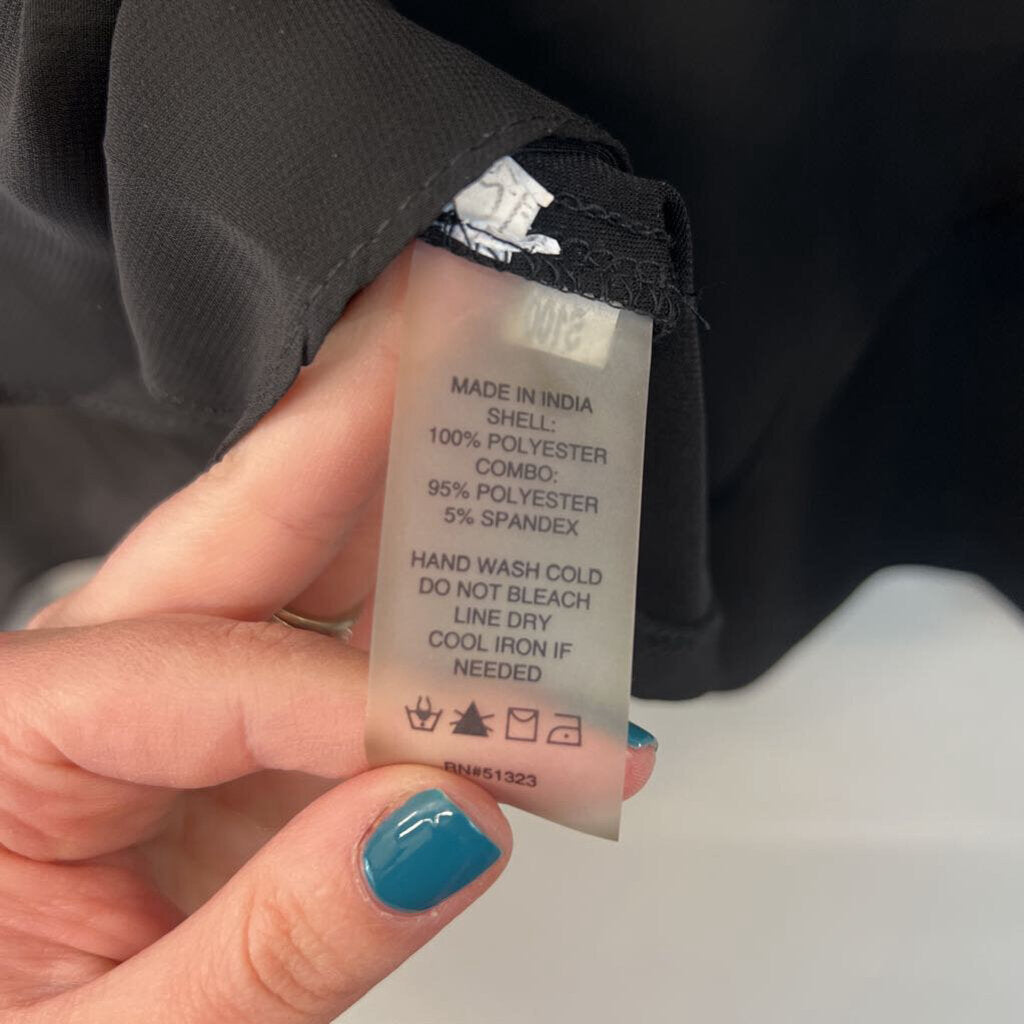 MADE IN INDIA
SHELL:
100% POLYESTER
COMBO:
95% POLYESTER
5% SPANDEX
HAND WASH COLD
DO NOT BLEACH
LINE DRY
COOL IRON IF
NEEDED
RN#51323